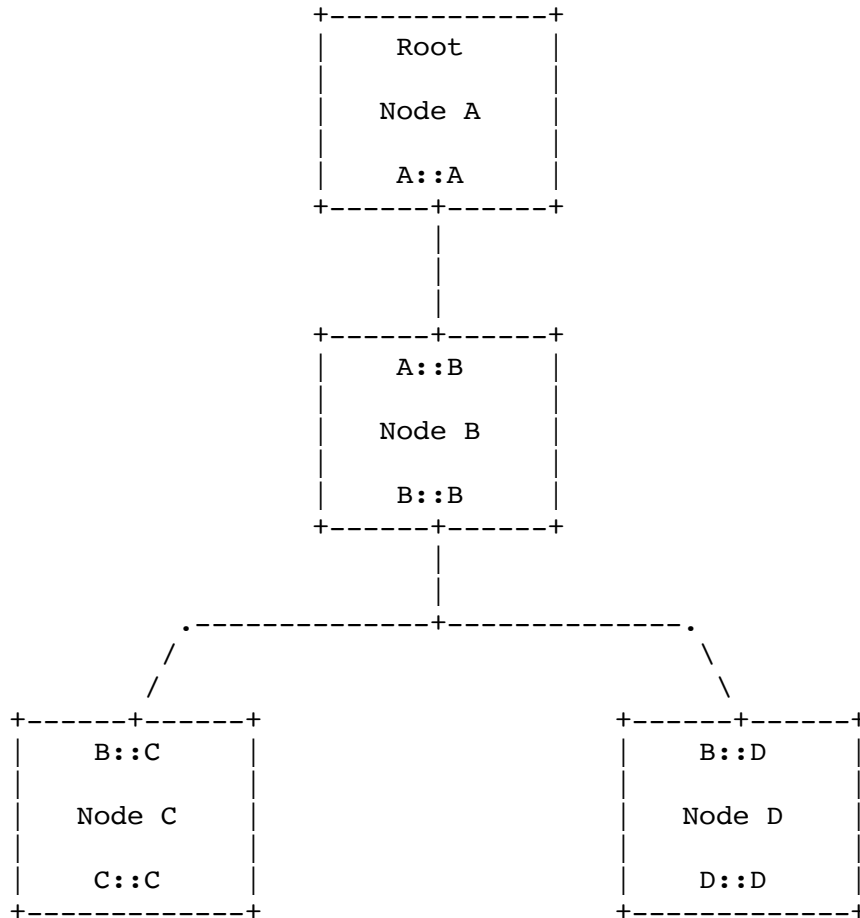 Root
Node A
A::A
A::B
Node B
B::B
B::C
B::D
Node C
Node D
C::C
D::D